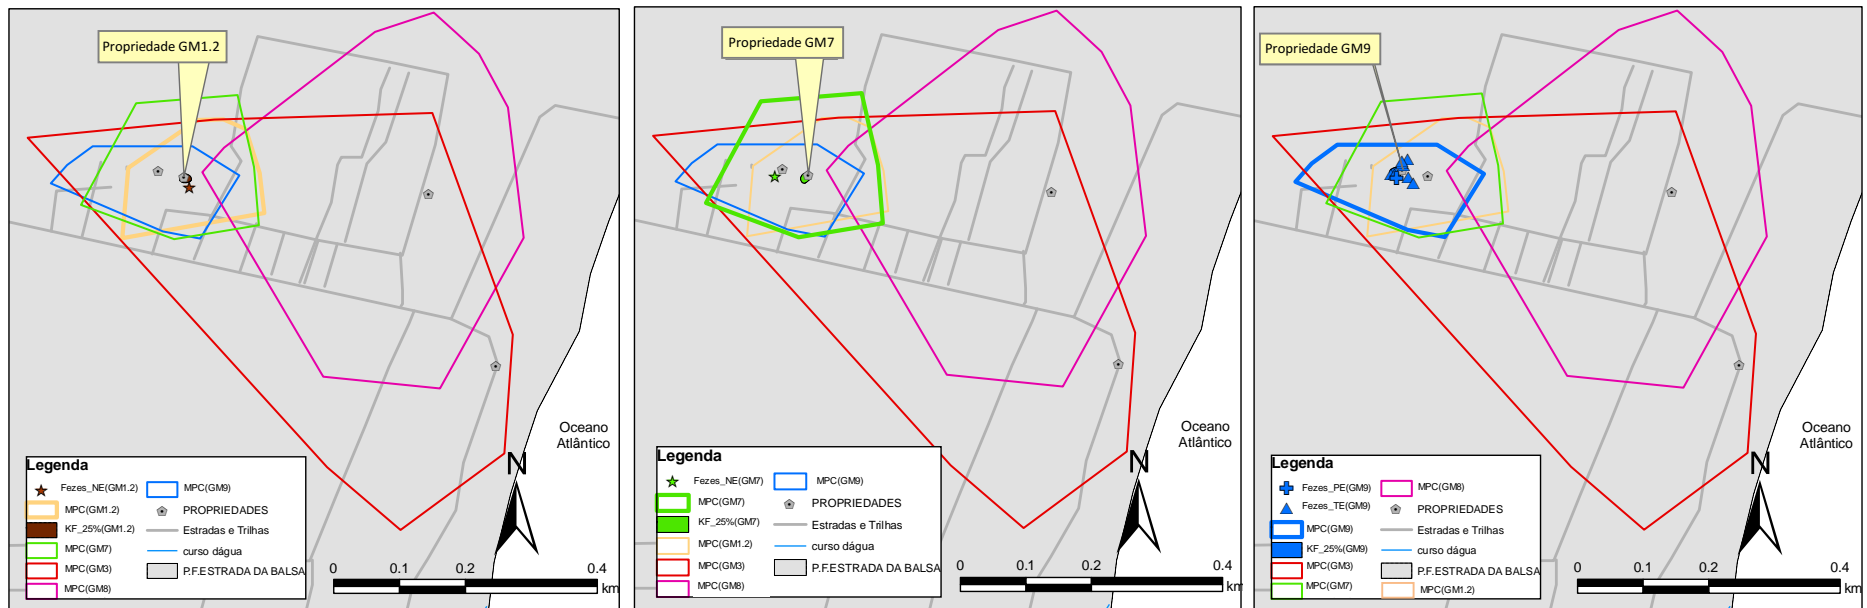 Propriedade GM1.2
Oceano
Atlântico
N
Legenda
Fezes_NE(GM1.2)
MPC(GM9)
MPC(GM1.2)
PROPRIEDADES
KF_25%(GM1.2)
Estradas e Trilhas
MPC(GM7)
curso dágua
MPC(GM3)
P.F.ESTRADA DA BALSA
MPC(GM8)
0 0.1 0.2 0.4
km
Propriedade GM7
Oceano
Atlântico
N
Legenda
Fezes_NE(GM7)
MPC(GM9)
MPC(GM7)
PROPRIEDADES
KF_25%(GM7)
Estradas e Trilhas
MPC(GM1.2)
curso dágua
MPC(GM3)
P.F.ESTRADA DA BALSA
MPC(GM8)
0 0.1 0.2 0.4
km
Propriedade GM9
Oceano
Atlântico
N
Legenda
Fezes_PE(GM9)
MPC(GM8)
Fezes_TE(GM9)
PROPRIEDADES
MPC(GM9)
Estradas e Trilhas
KF_25%(GM9)
curso dágua
MPC(GM3)
P.F.ESTRADA DA BALSA
MPC(GM7)
MPC(GM1.2)
0 0.1 0.2 0.4
km